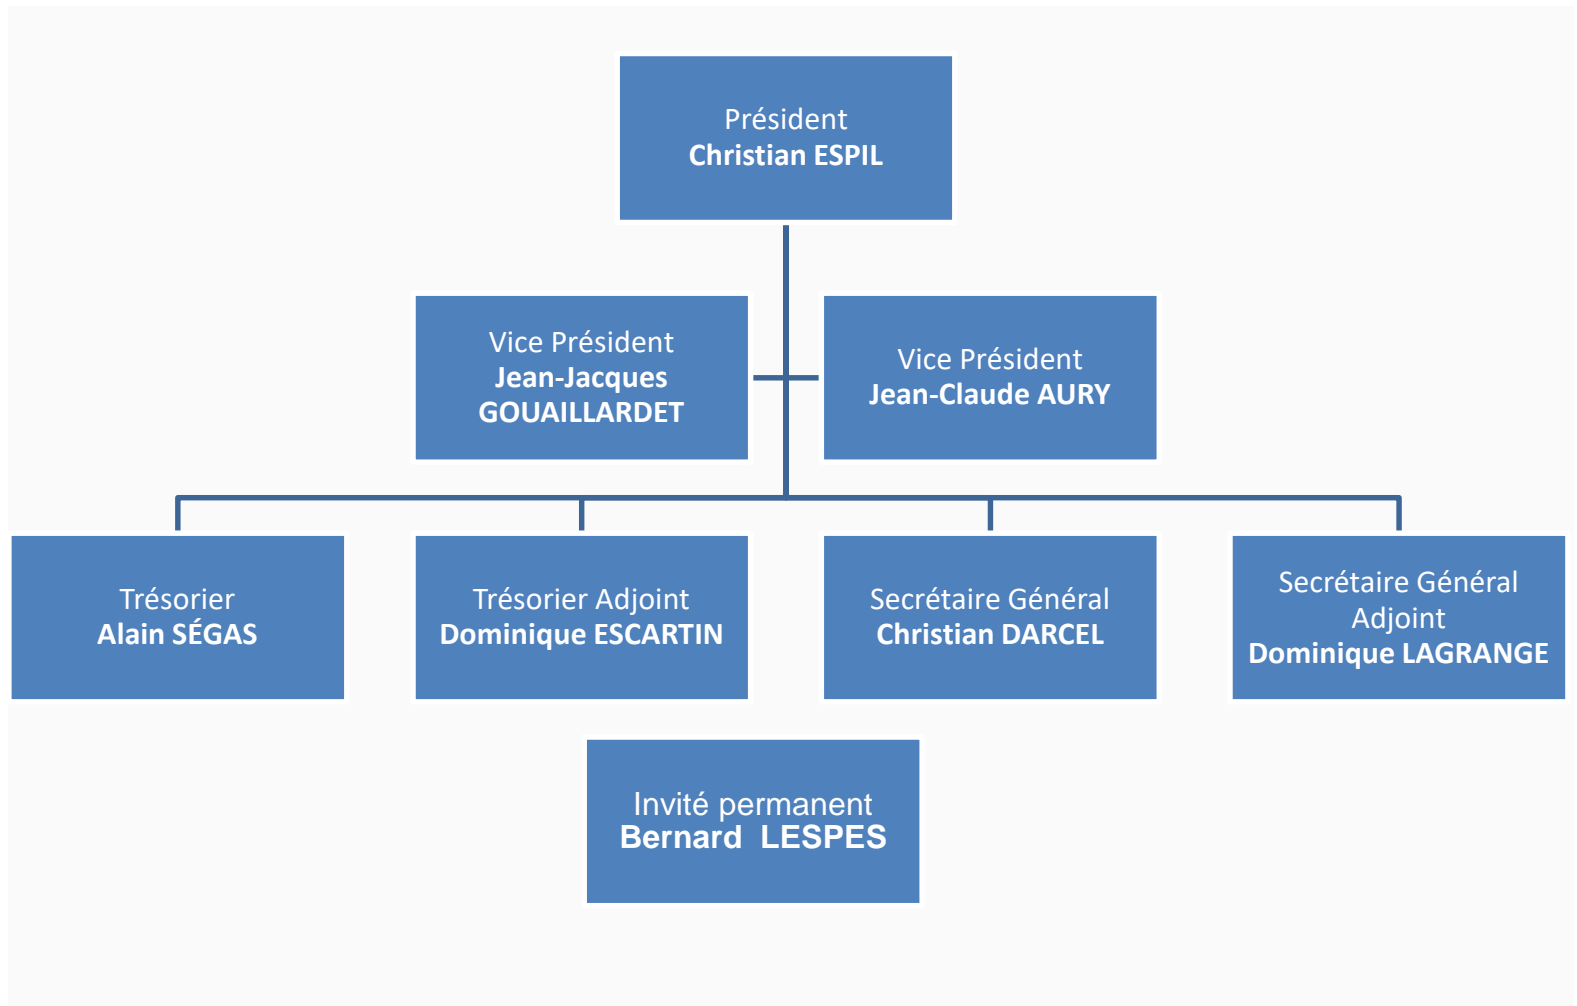 Président
Christian ESPIL
Vice Président
Jean-Jacques
GOUAILLARDET
Vice Président
Jean-Claude AURY
Trésorier
Alain SÉGAS
Trésorier Adjoint
Dominique ESCARTIN
Secrétaire Général
Christian DARCEL
Secrétaire Général
Adjoint
Dominique LAGRANGE
Invité permanent
Bernard  LESPES